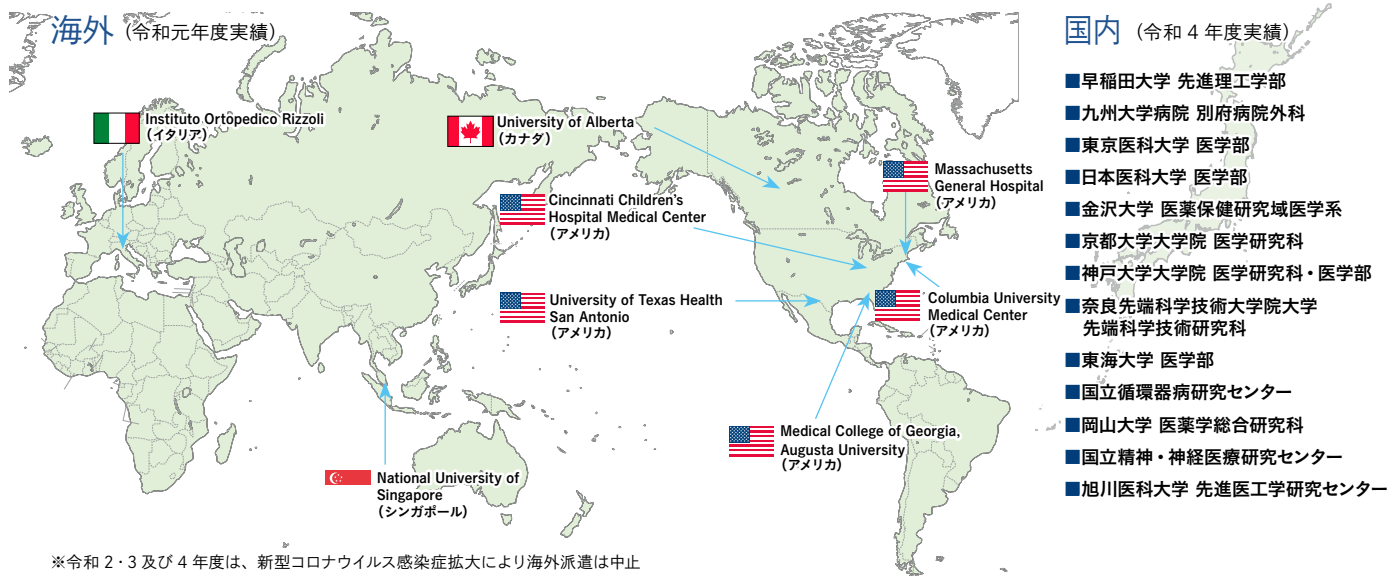 海外 (令和元年度実績)
Instituto Ortopedico Rizzoli
(イタリア)
University of Alberta
(カナダ)
Massachusetts
General Hospital
(アメリカ)
Cincinnati Children's
Hospital Medical Center
(アメリカ)
University of Texas Health
San Antonio
(アメリカ)
Columbia University
Medical Center
(アメリカ)
Medical College of Georgia,
Augusta University
(アメリカ)
National University of
Singapore
(シンガポール)
※令和 2・3 及び 4 年度は、新型コロナウイルス感染症拡大により海外派遣は中止
国内 (令和 4 年度実績)
■早稲田大学 先進理工学部
■九州大学病院 別府病院外科
■東京医科大学 医学部
■日本医科大学 医学部
■金沢大学 医薬保健研究域医学系
■京都大学大学院 医学研究科
■神戸大学大学院 医学研究科・医学部
■奈良先端科学技術大学院大学
先端科学技術研究科
■東海大学 医学部
■国立循環器病研究センター
■岡山大学 医薬学総合研究科
■国立精神・神経医療研究センター
■旭川医科大学 先進医工学研究センター